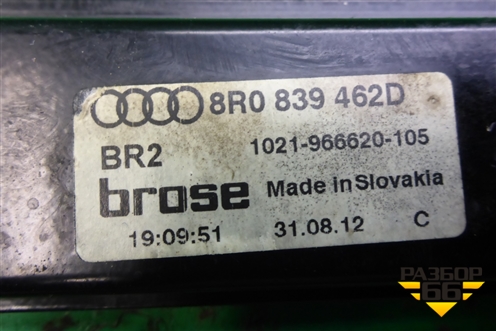 8R0 839 462D
BR2 1021-966620-105
brose Made in Slovakia
19:09:51 31.08.12 C
РАЗБОР
66